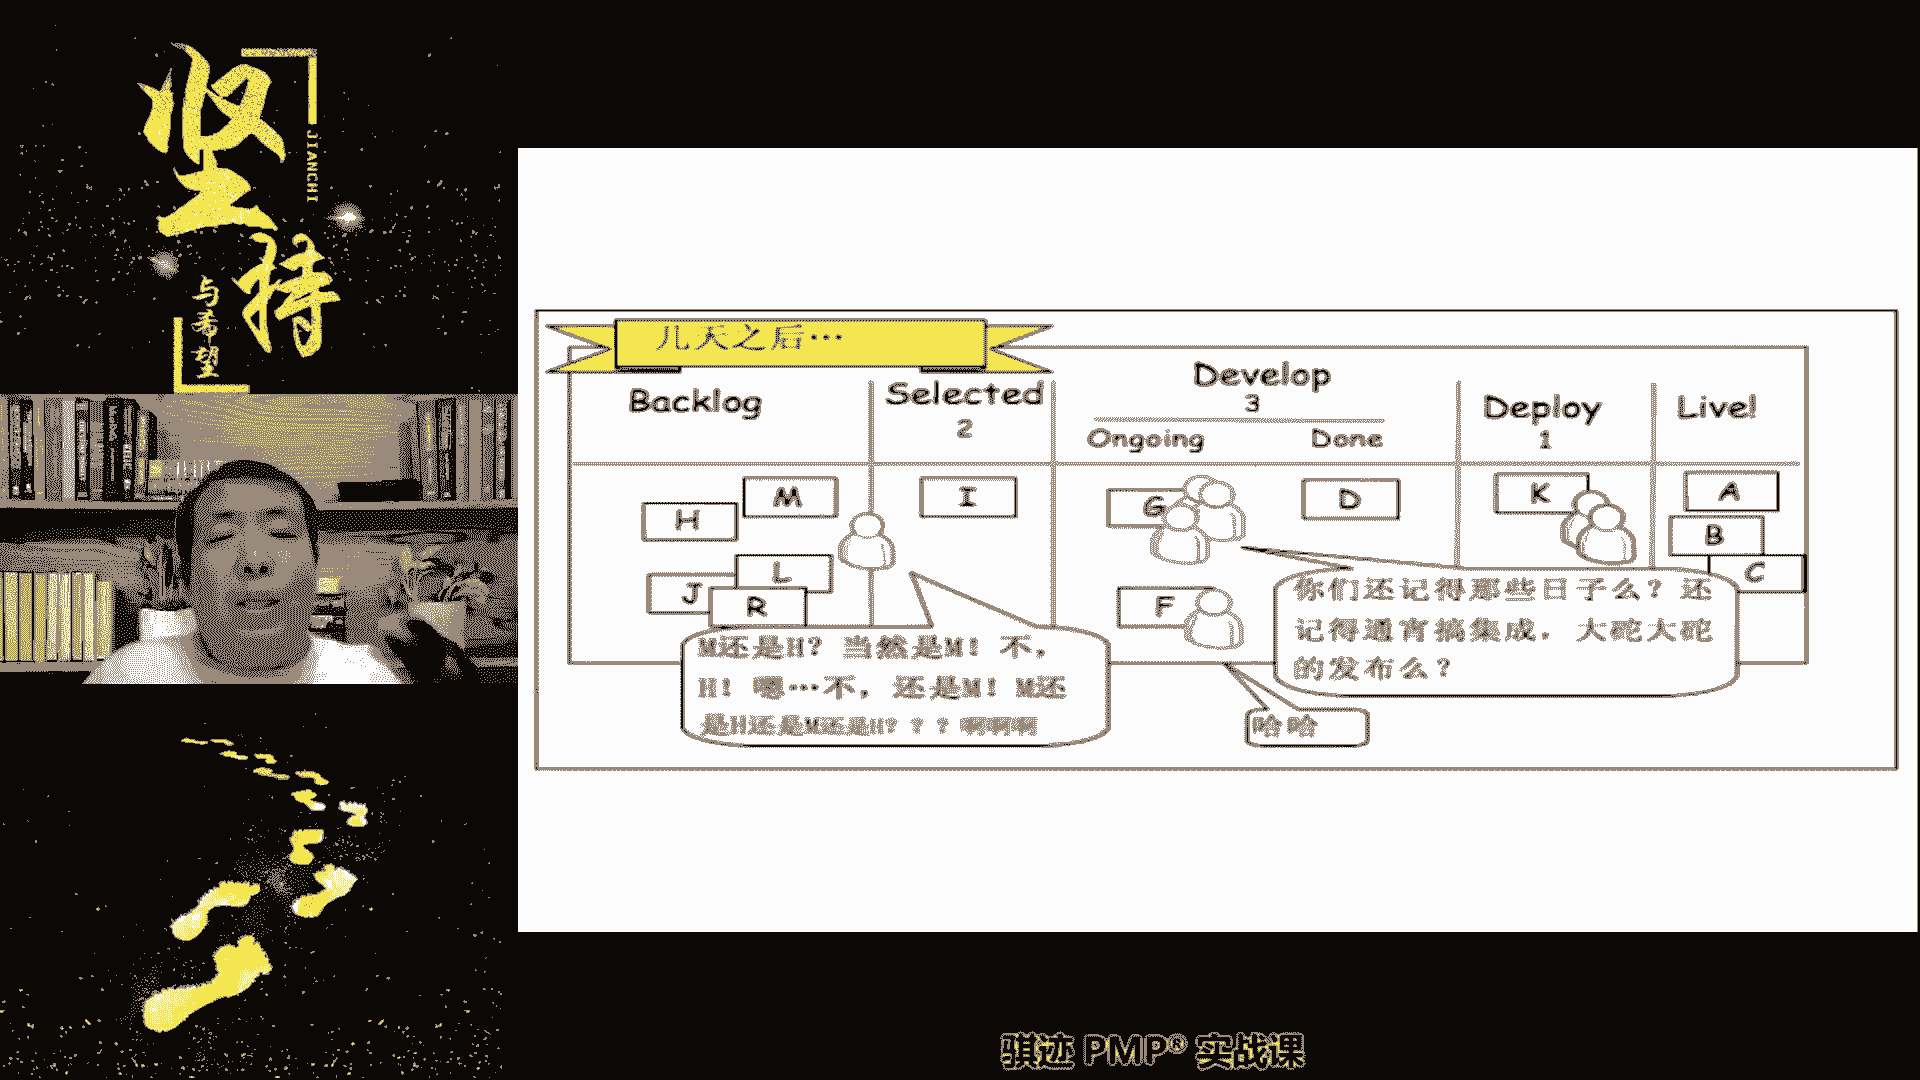 坚持
JIANCHI
与希望
几天之后…
Backlog
Selected
2
Develop
3
Ongoing
Done
Deploy
1
Live!
H
M
J
L
R
I
G
D
F
K
A
B
C
M还是H? 当然是M! 不,
H! 嗯…不, 还是M! M还
是H还是M还是H? ? ? 啊啊啊
你们还记得那些日子么? 还
记得通宵搞集成, 大砣大砣
的发布么?
哈哈
骐迹 PMP® 实战课